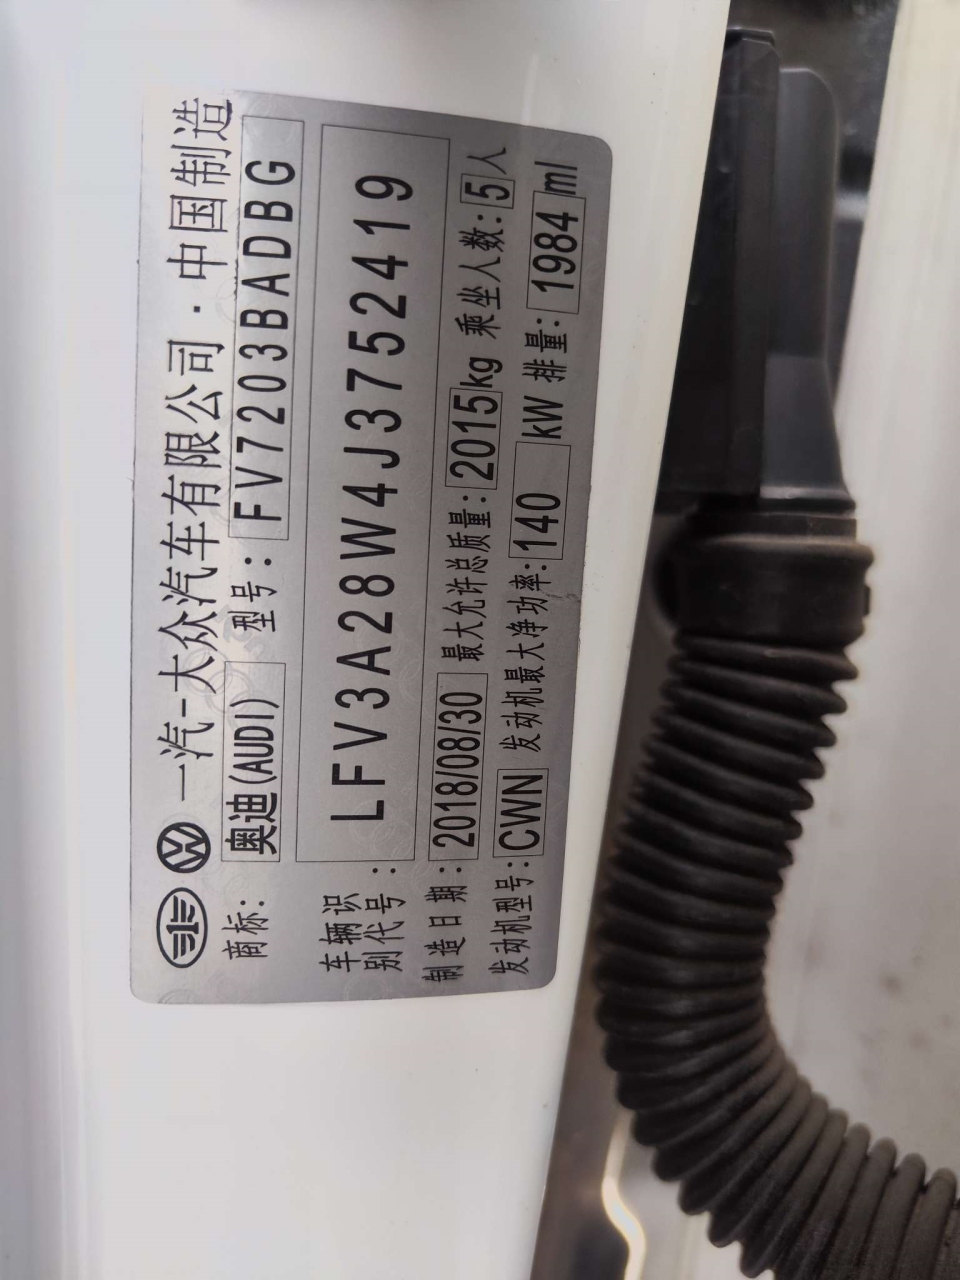 一汽-大众汽车有限公司·中国制造
商标: 奥迪(AUDI) 型号: FV7203BADBG
车辆识别代号: LFV3A28W4J3752419
制造日期: 2018/08/30 最大允许总质量: 2015kg 乘坐人数: 5人
发动机型号: CWN 发动机最大净功率: 140 kW 排量: 1984 ml